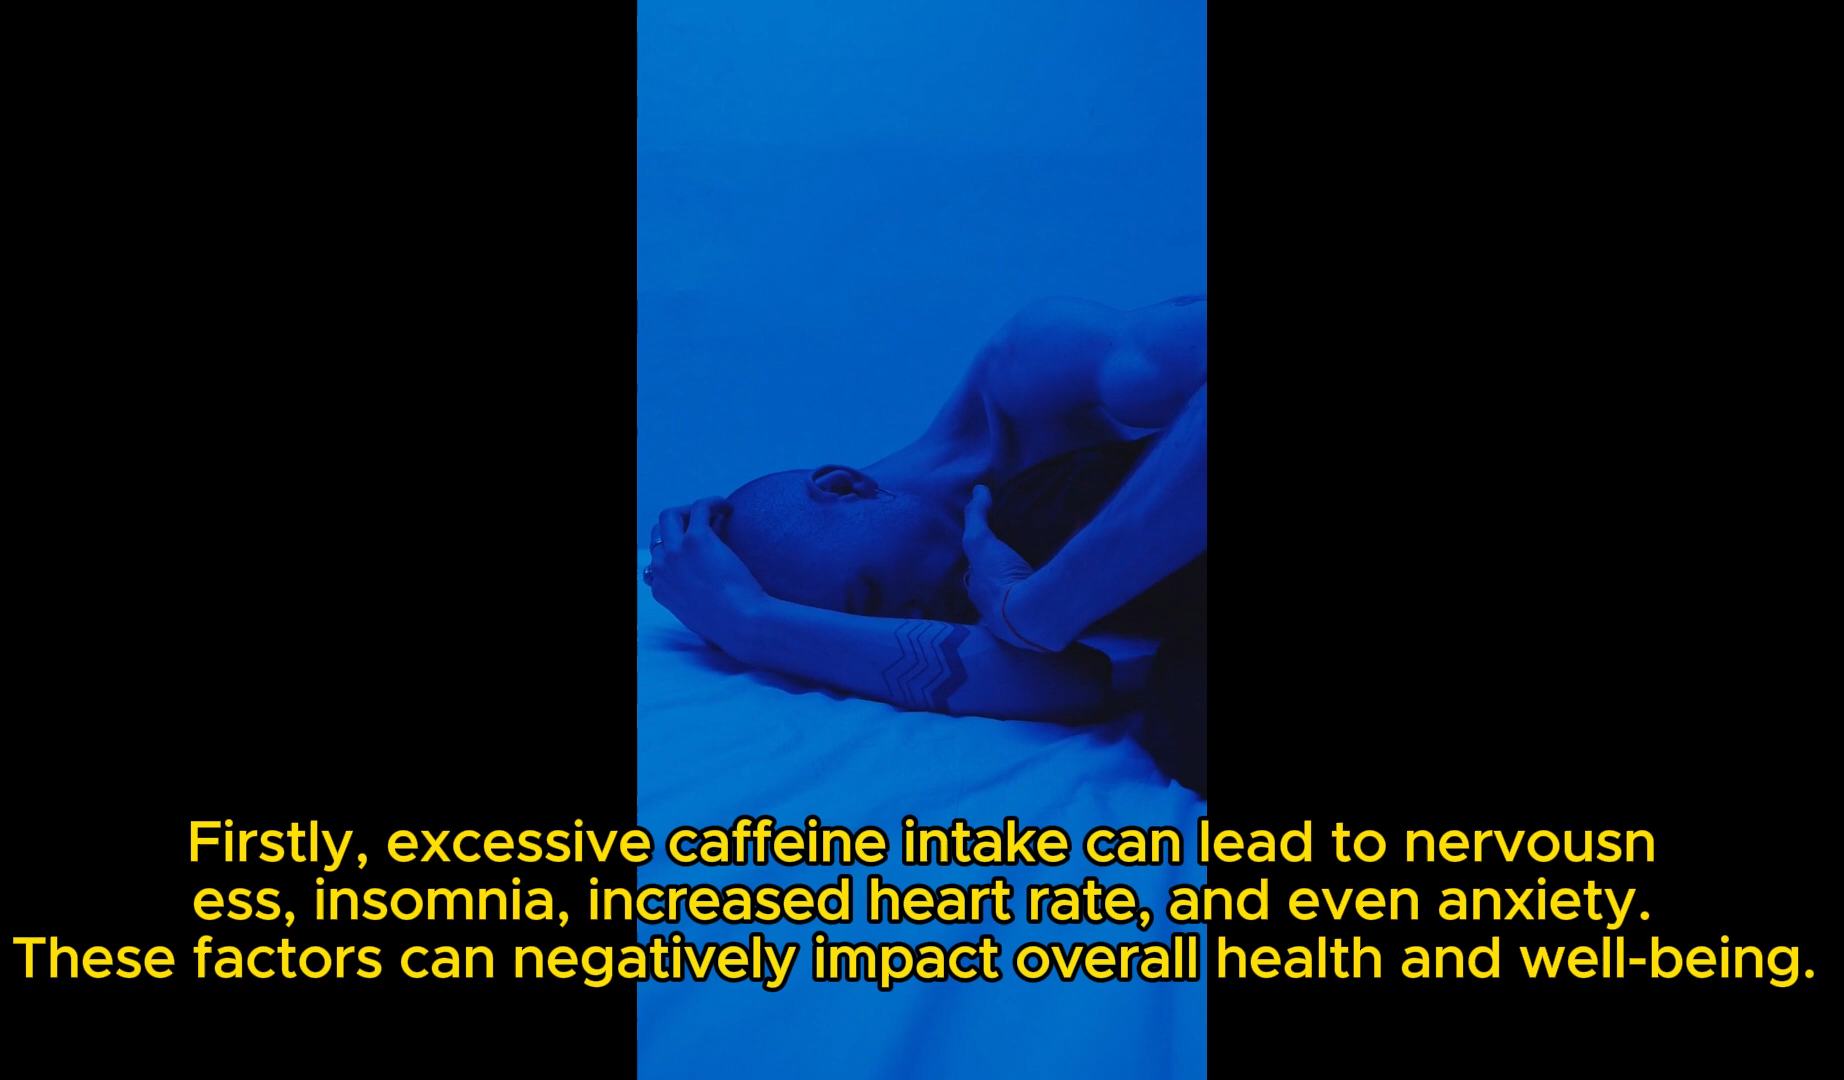 Firstly, excessive caffeine intake can lead to nervousn
ess, insomnia, increased heart rate, and even anxiety.
These factors can negatively impact overall health and well-being.